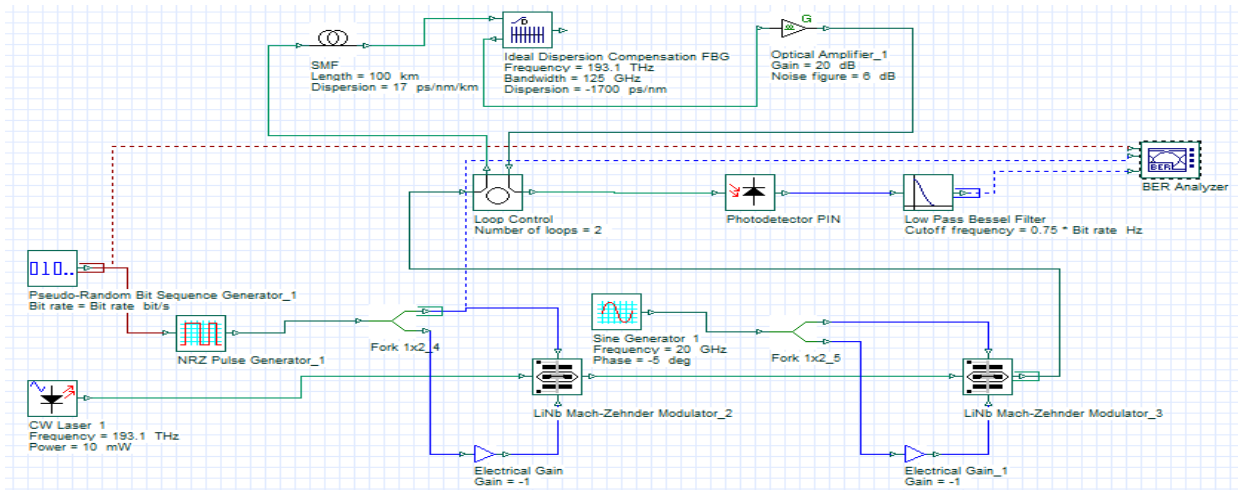 G
SMF
Length = 100 km
Dispersion = 17 ps/nm/km
Ideal Dispersion Compensation FBG
Frequency = 193.1 THz
Bandwidth = 125 GHz
Dispersion = -1700 ps/nm
Optical Amplifier_1
Gain = 20 dB
Noise figure = 6 dB
BER
BER Analyzer
Loop Control
Number of loops = 2
Photodetector PIN
Low Pass Bessel Filter
Cutoff frequency = 0.75 * Bit rate Hz
010..
Pseudo-Random Bit Sequence Generator_1
Bit rate = Bit rate bit/s
NRZ Pulse Generator_1
Fork 1x2_4
Sine Generator 1
Frequency = 20 GHz
Phase = -5 deg
Fork 1x2_5
LiNb Mach-Zehnder Modulator_2
LiNb Mach-Zehnder Modulator_3
CW Laser 1
Frequency = 193.1 THz
Power = 10 mW
Electrical Gain
Gain = -1
Electrical Gain_1
Gain = -1